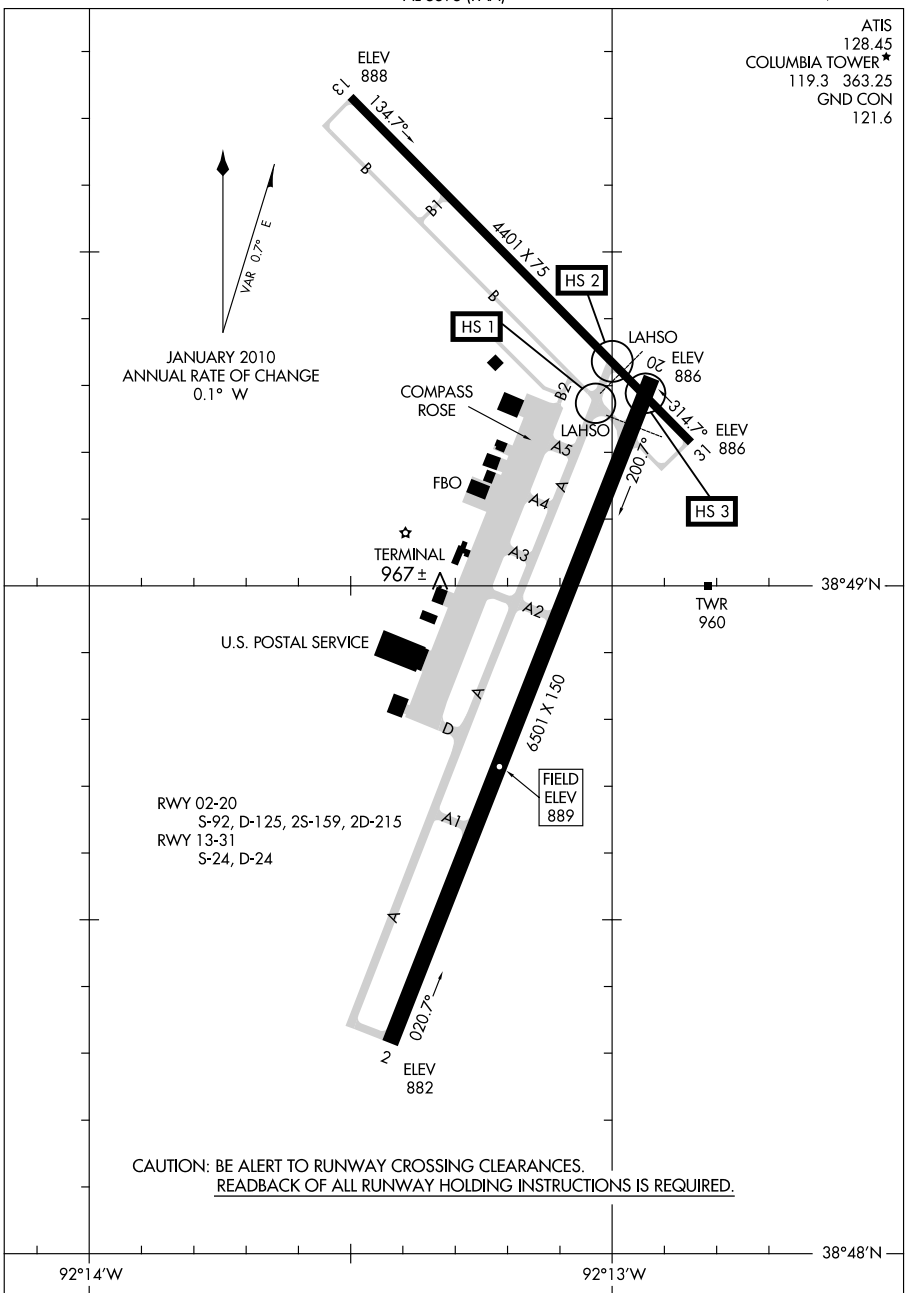 ATIS
128.45
COLUMBIA TOWER★
119.3 363.25
GND CON
121.6
ELEV
888
13
134.7°
B
B1
4401 X 75
VAR 0.7° E
B
HS 2
HS 1
LAHSO
20
ELEV
886
JANUARY 2010
ANNUAL RATE OF CHANGE
0.1° W
COMPASS
ROSE
B2
LAHSO
314.7°
31
ELEV
886
A5
200.7°
FBO
A
A4
HS 3
TERMINAL
967 ±
A3
38°49'N
A2
TWR
960
U.S. POSTAL SERVICE
A
6501 X 150
D
FIELD
ELEV
889
RWY 02-20
S-92, D-125, 2S-159, 2D-215
RWY 13-31
S-24, D-24
A1
A
020.7°
2
ELEV
882
CAUTION: BE ALERT TO RUNWAY CROSSING CLEARANCES.
READBACK OF ALL RUNWAY HOLDING INSTRUCTIONS IS REQUIRED.
38°48'N
92°14'W
92°13'W